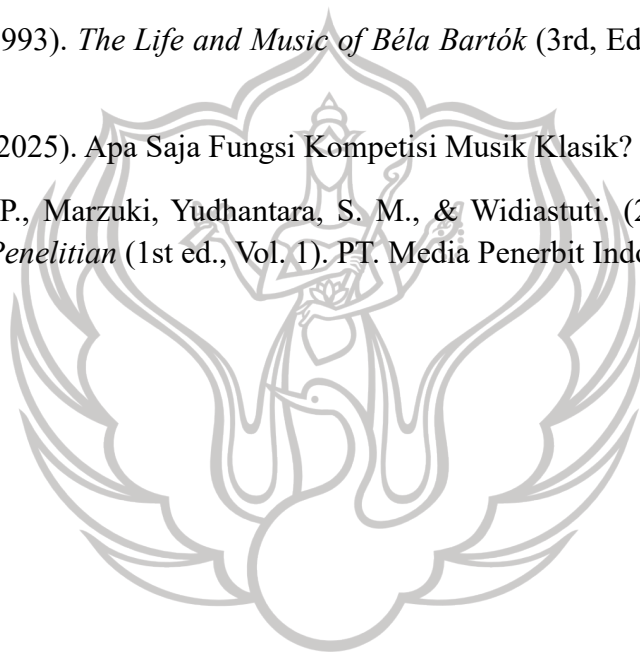 993). The Life and Music of Béla Bartók (3rd, Ed
2025). Apa Saja Fungsi Kompetisi Musik Klasik?
P., Marzuki, Yudhantara, S. M., & Widiastuti. (2
Penelitian (1st ed., Vol. 1). PT. Media Penerbit Indo